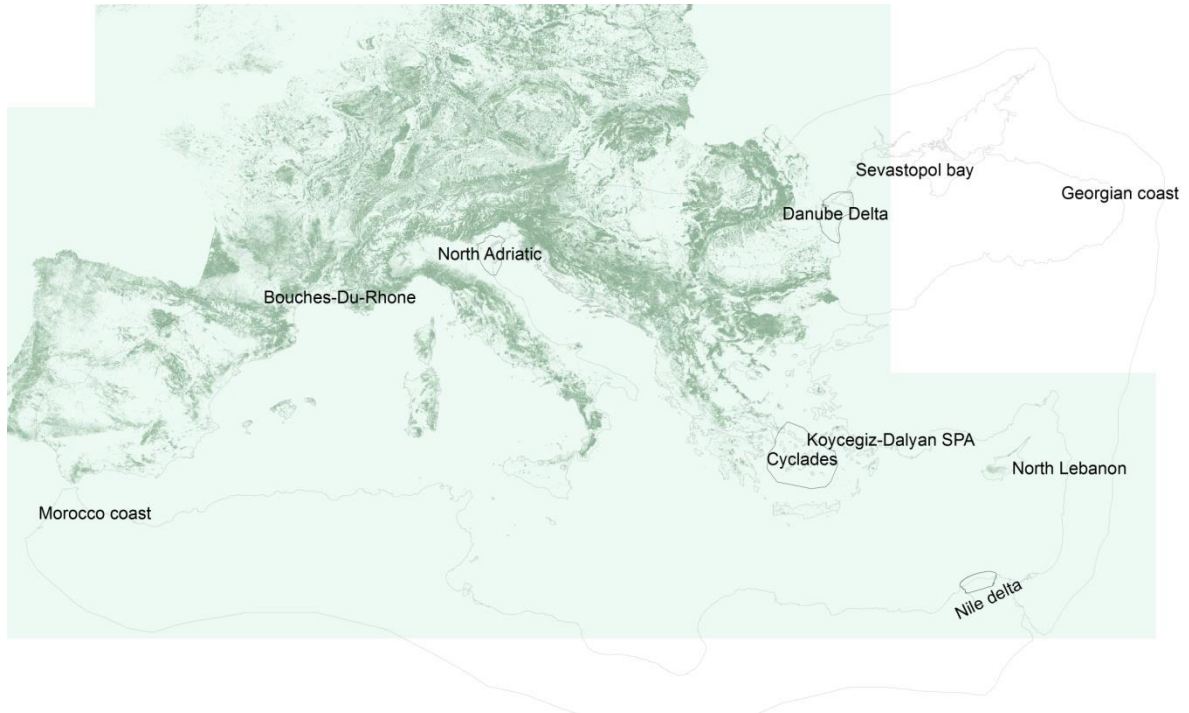 Sevastopol bay
Georgian coast
Danube Delta
North Adriatic
Bouches-Du-Rhone
Koycegiz-Dalyan SPA
Cyclades
North Lebanon
Morocco coast
Nile delta